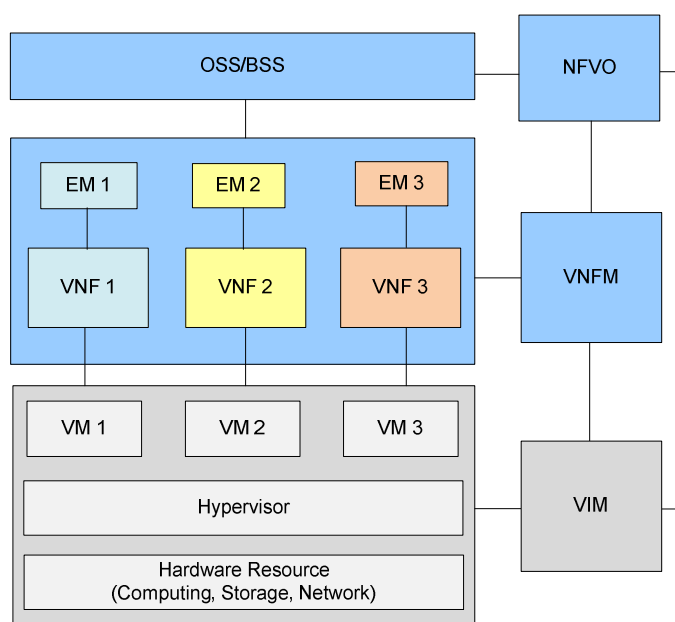 OSS/BSS
NFVO
EM 1
EM 2
EM 3
VNF 1
VNF 2
VNF 3
VNFM
VM 1
VM 2
VM 3
Hypervisor
VIM
Hardware Resource
(Computing, Storage, Network)